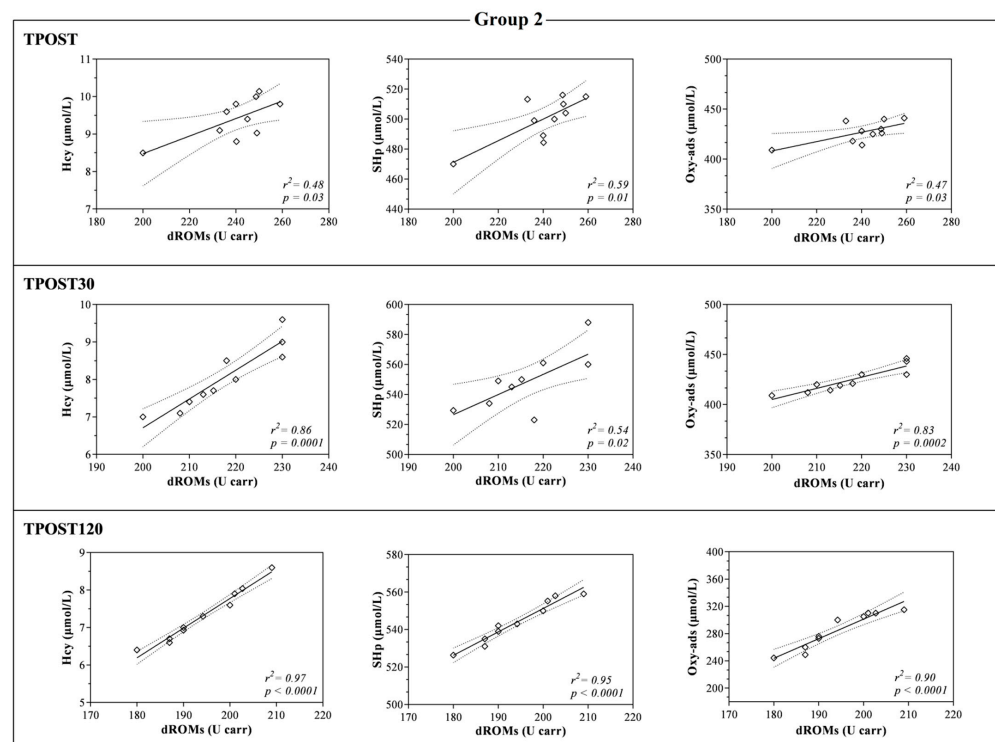 Group 2
TPOST
Hcy (μmol/L)
11
10
9
8
7
180 200 220 240 260 280
dROMs (U carr)
r² = 0.48
p = 0.03
SHp (μmol/L)
540
520
500
480
460
440
180 200 220 240 260 280
dROMs (U carr)
r² = 0.59
p = 0.01
Oxy-ads (μmol/L)
500
450
400
350
180 200 220 240 260 280
dROMs (U carr)
r² = 0.47
p = 0.03
TPOST30
Hcy (μmol/L)
10
9
8
7
6
190 200 210 220 230 240
dROMs (U carr)
r² = 0.86
p = 0.0001
SHp (μmol/L)
600
580
560
540
520
500
190 200 210 220 230 240
dROMs (U carr)
r² = 0.54
p = 0.02
Oxy-ads (μmol/L)
500
450
400
350
190 200 210 220 230 240
dROMs (U carr)
r² = 0.83
p = 0.0002
TPOST120
Hcy (μmol/L)
9
8
7
6
5
170 180 190 200 210 220
dROMs (U carr)
r² = 0.97
p < 0.0001
SHp (μmol/L)
580
560
540
520
500
170 180 190 200 210 220
dROMs (U carr)
r² = 0.95
p < 0.0001
Oxy-ads (μmol/L)
400
360
320
280
240
200
170 180 190 200 210 220
dROMs (U carr)
r² = 0.90
p < 0.0001